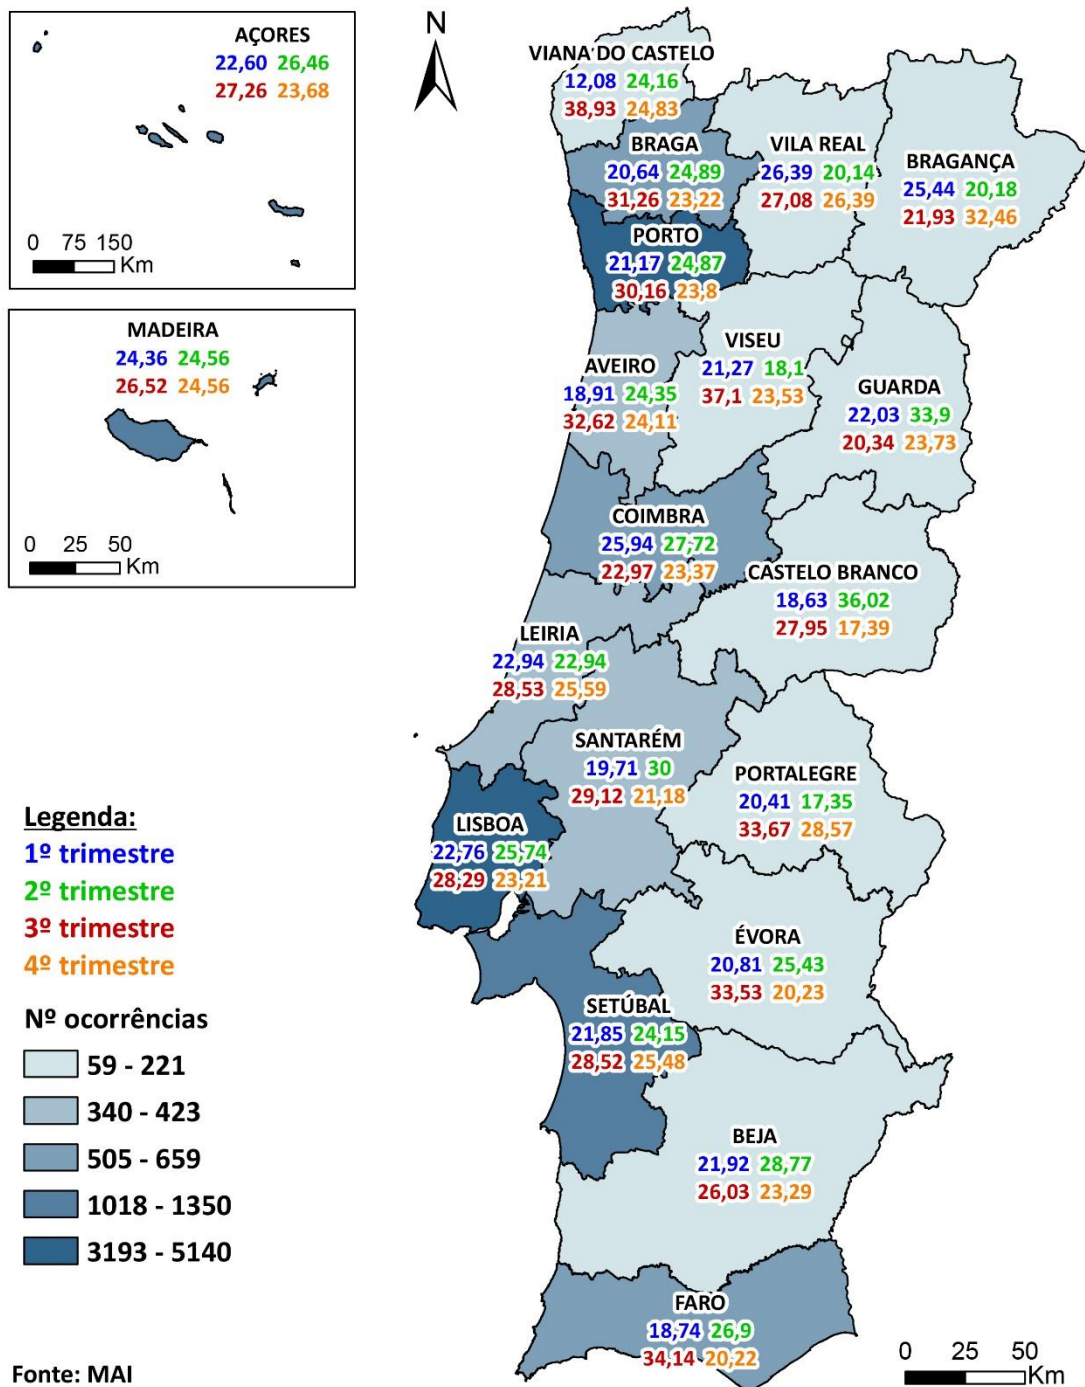 AÇORES
22,60 26,46
27,26 23,68
0 75 150
Km
MADEIRA
24,36 24,56
26,52 24,56
0 25 50
Km
N
VIANA DO CASTELO
12,08 24,16
38,93 24,83
BRAGA
20,64 24,89
31,26 23,22
VILA REAL
26,39 20,14
27,08 26,39
BRAGANÇA
25,44 20,18
21,93 32,46
PORTO
21,17 24,87
30,16 23,8
VISEU
21,27 18,1
37,1 23,53
AVEIRO
18,91 24,35
32,62 24,11
GUARDA
22,03 33,9
20,34 23,73
COIMBRA
25,94 27,72
22,97 23,37
CASTELO BRANCO
18,63 36,02
27,95 17,39
LEIRIA
22,94 22,94
28,53 25,59
SANTARÉM
19,71 30
29,12 21,18
PORTALEGRE
20,41 17,35
33,67 28,57
LISBOA
22,76 25,74
28,29 23,21
ÉVORA
20,81 25,43
33,53 20,23
SETÚBAL
21,85 24,15
28,52 25,48
BEJA
21,92 28,77
26,03 23,29
FARO
18,74 26,9
34,14 20,22
0 25 50
Km
Legenda:
1º trimestre
2º trimestre
3º trimestre
4º trimestre
Nº ocorrências
59 - 221
340 - 423
505 - 659
1018 - 1350
3193 - 5140
Fonte: MAI